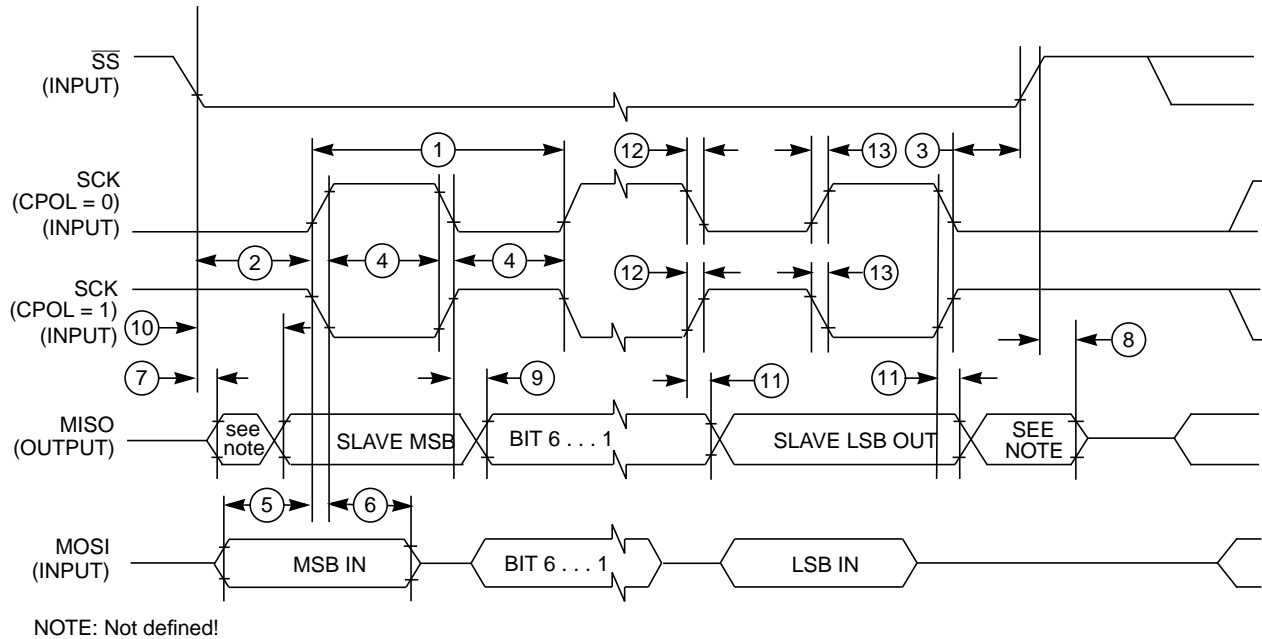 SS
(INPUT)
1
12
13
3
SCK
(CPOL = 0)
(INPUT)
2
4
4
12
13
SCK
(CPOL = 1)
(INPUT)
10
8
7
9
11
11
MISO
(OUTPUT)
see
note
SLAVE MSB
BIT 6 . . . 1
SLAVE LSB OUT
SEE
NOTE
5
6
MOSI
(INPUT)
MSB IN
BIT 6 . . . 1
LSB IN
NOTE: Not defined!